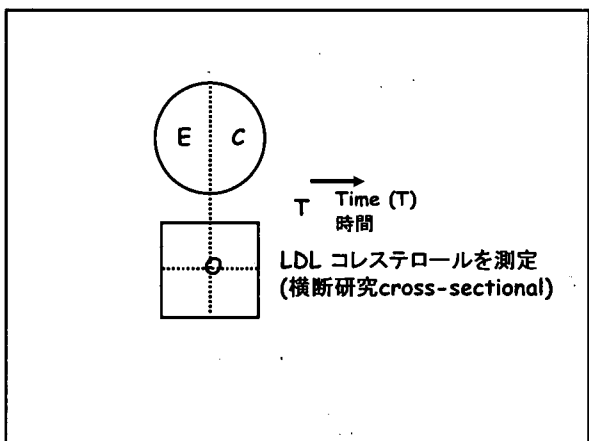 E C
T Time (T)
時間
O
LDL コレステロールを測定
(横断研究cross-sectional)